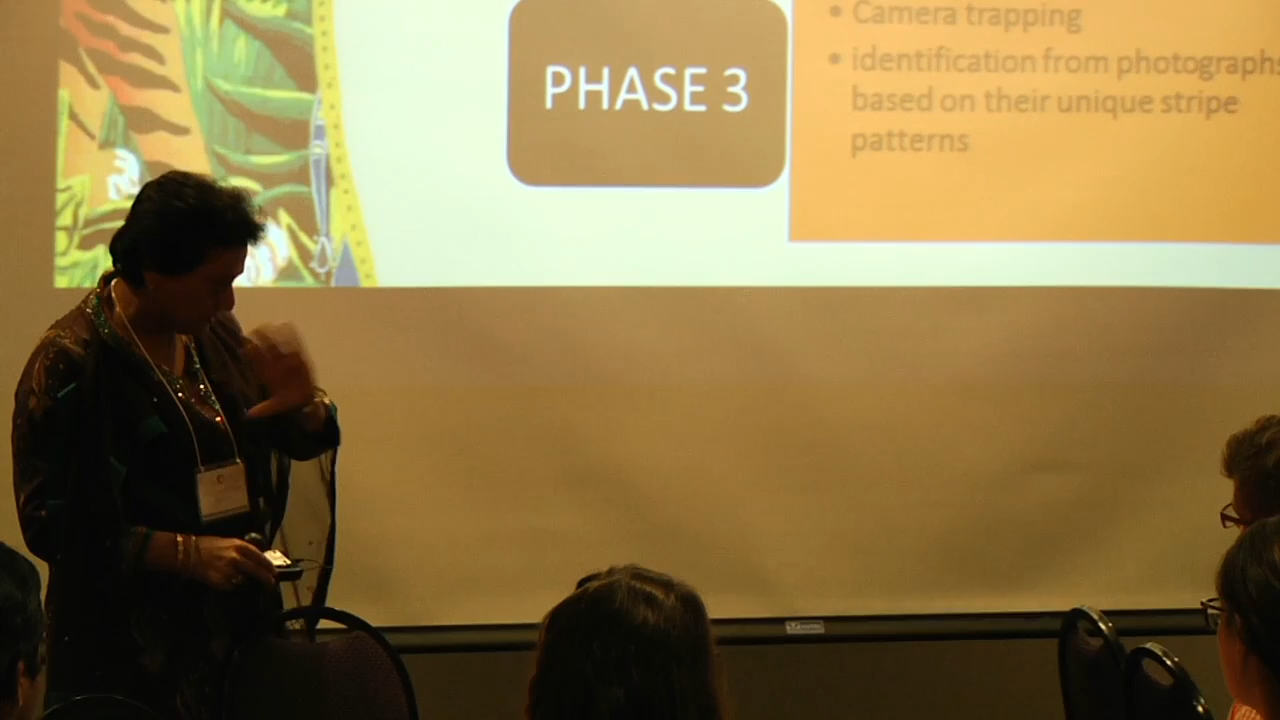 PHASE 3
• Camera trapping
• identification from photographs
based on their unique stripe
patterns